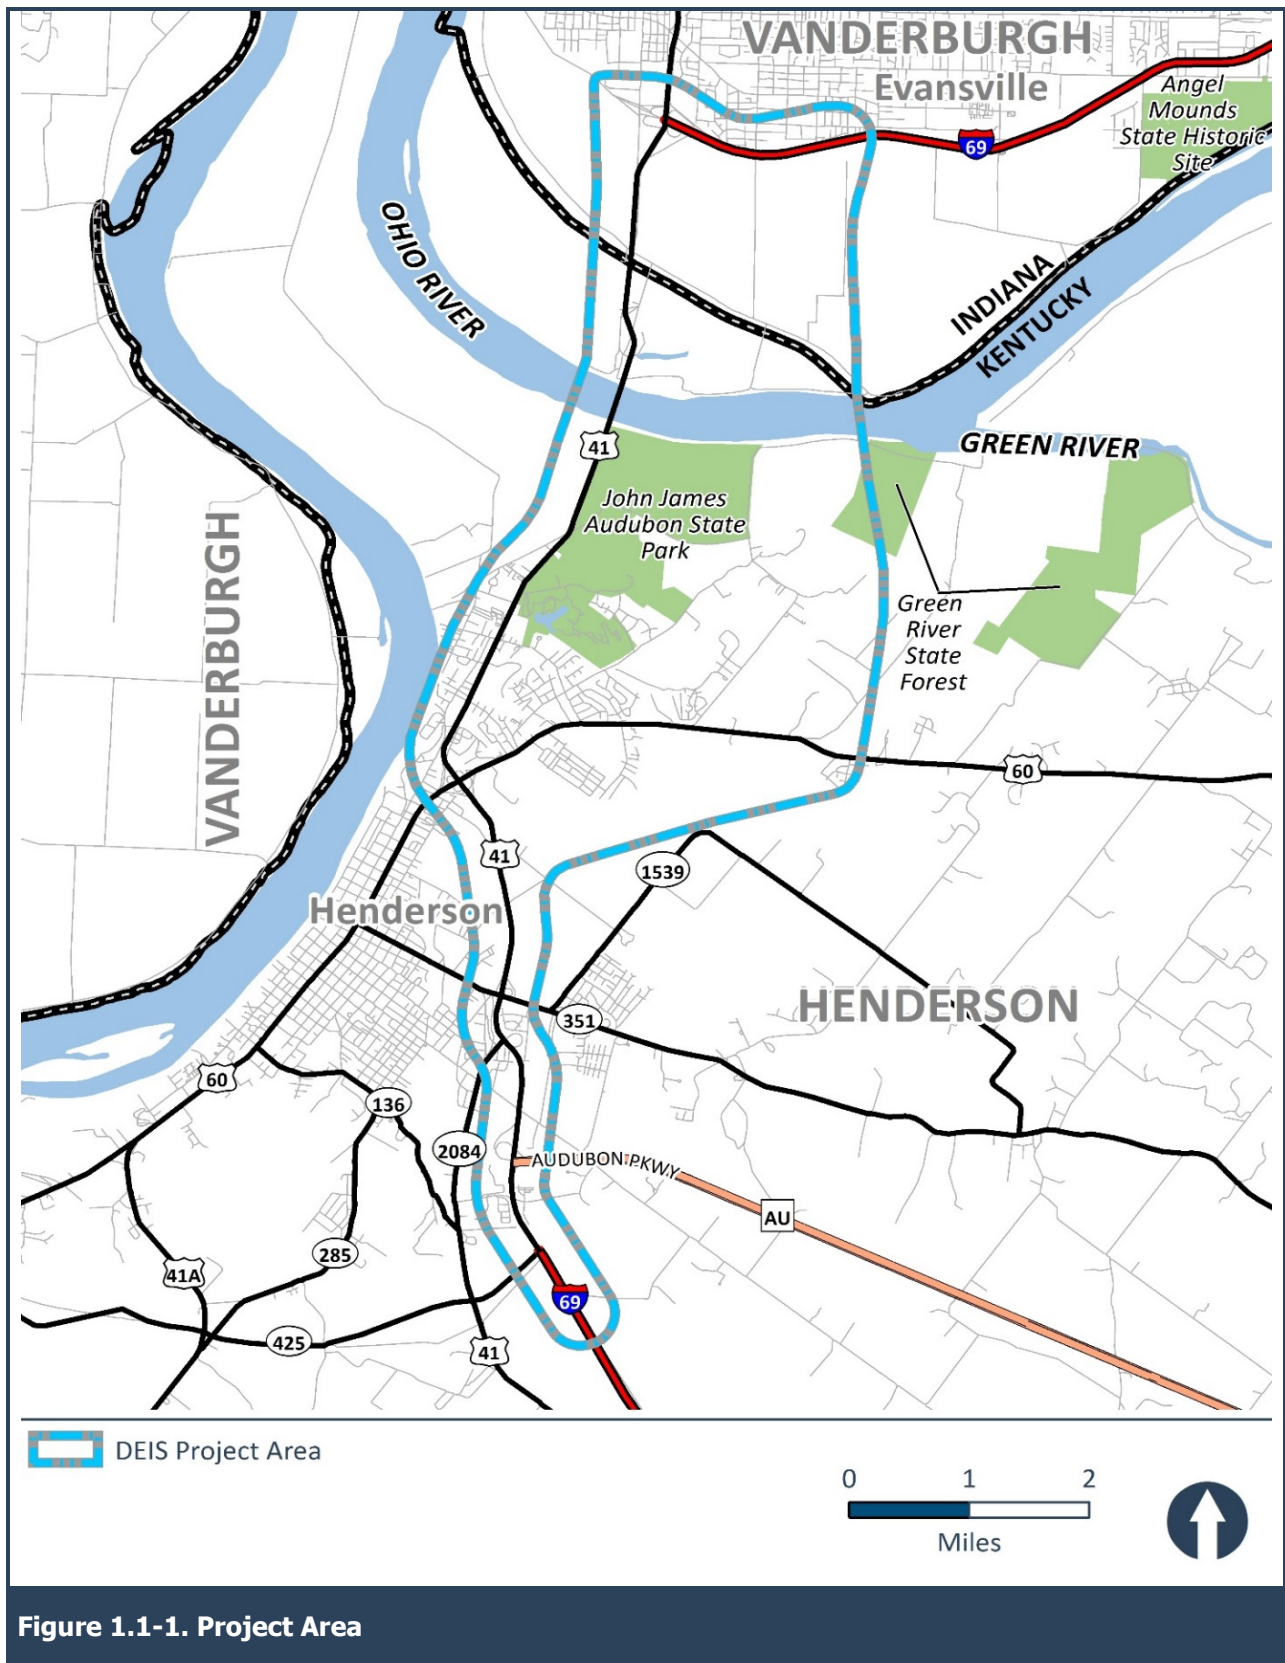 VANDERBURGH
Evansville
Angel
Mounds
State Historic
Site
69
OHIO RIVER
INDIANA
KENTUCKY
41
GREEN RIVER
John James
Audubon State
Park
VANDERBURGH
Green
River
State
Forest
60
41
1539
Henderson
HENDERSON
351
60
136
2084
AUDUBON PKWY
AU
285
41A
69
425
41
DEIS Project Area
0 1 2
Miles
Figure 1.1-1. Project Area